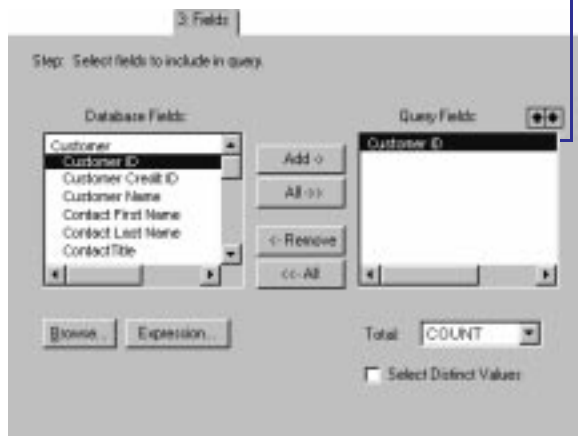 3: Fields
Step: Select fields to include in query.
Database Fields:
Query Fields:
Customer
Customer ID
Customer Credit ID
Customer Name
Contact First Name
Contact Last Name
ContactTitle
Add ->
All ->>
<- Remove
<<- All
Customer ID
Browse...
Expression...
Total: COUNT
Select Distinct Values